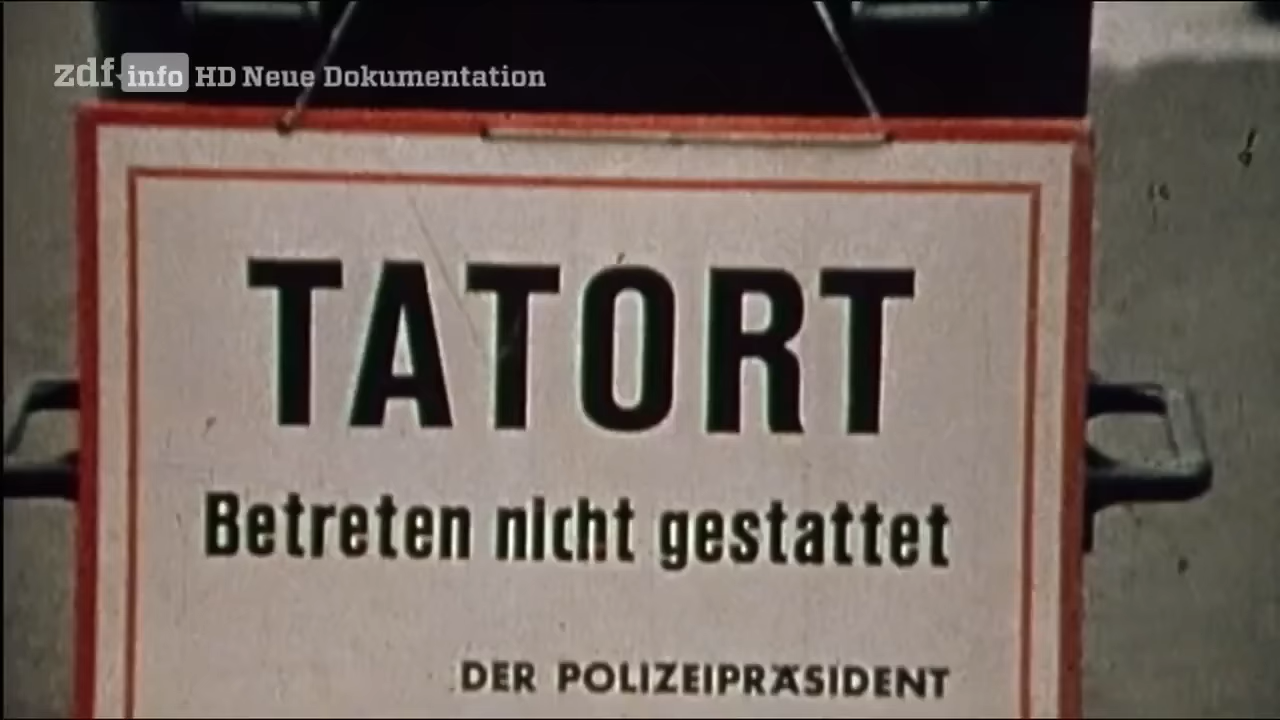 zdf info HD Neue Dokumentation
TATORT
Betreten nicht gestattet
DER POLIZEIPRÄSIDENT